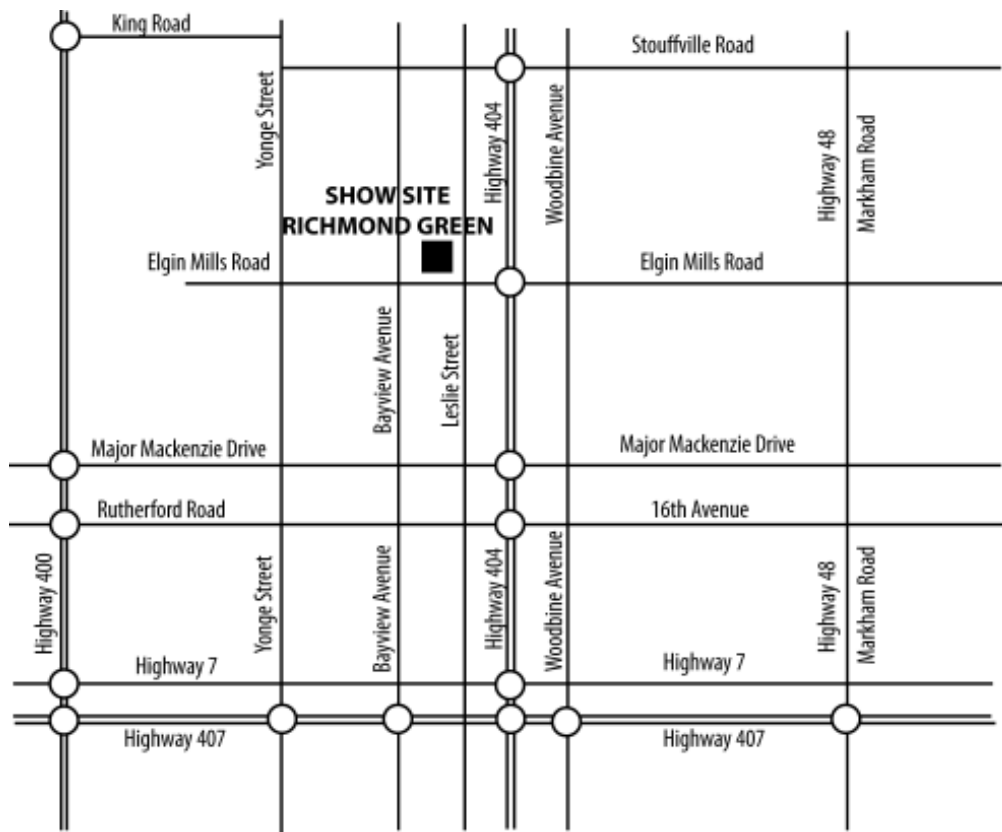 King Road
Stouffville Road
Yonge Street
Highway 404
Woodbine Avenue
Highway 48
Markham Road
SHOW SITE
RICHMOND GREEN
Elgin Mills Road
Elgin Mills Road
Bayview Avenue
Leslie Street
Major Mackenzie Drive
Major Mackenzie Drive
Rutherford Road
16th Avenue
Highway 400
Yonge Street
Bayview Avenue
Highway 404
Woodbine Avenue
Highway 48
Markham Road
Highway 7
Highway 7
Highway 407
Highway 407